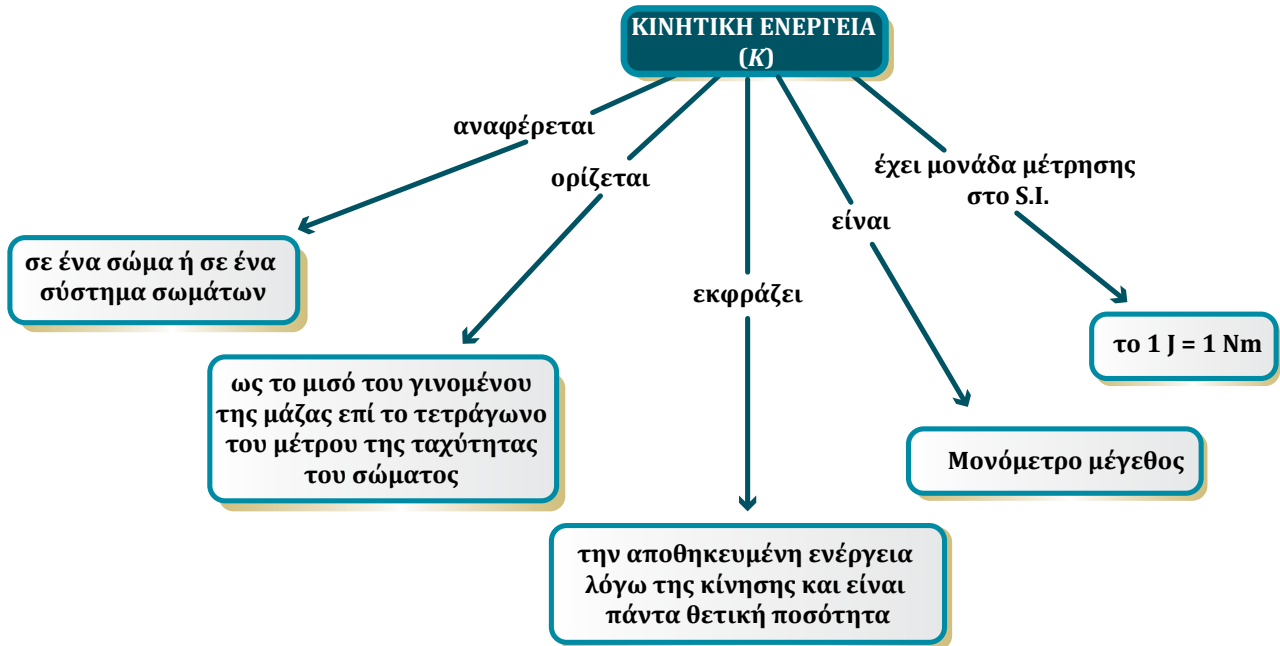 ΚΙΝΗΤΙΚΗ ΕΝΕΡΓΕΙΑ
(K)
αναφέρεται
σε ένα σώμα ή σε ένα
σύστημα σωμάτων
ορίζεται
ως το μισό του γινομένου
της μάζας επί το τετράγωνο
του μέτρου της ταχύτητας
του σώματος
εκφράζει
την αποθηκευμένη ενέργεια
λόγω της κίνησης και είναι
πάντα θετική ποσότητα
είναι
Μονόμετρο μέγεθος
έχει μονάδα μέτρησης
στο S.I.
το 1 J = 1 Nm